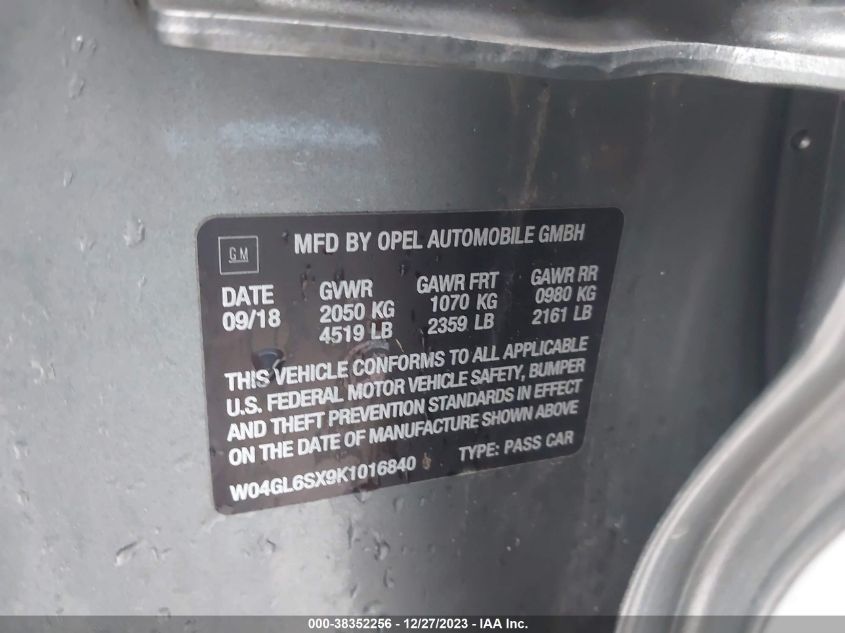 GM
MFD BY OPEL AUTOMOBILE GMBH
DATE GVWR GAWR FRT GAWR RR
09/18 2050 KG 1070 KG 0980 KG
4519 LB 2359 LB 2161 LB
THIS VEHICLE CONFORMS TO ALL APPLICABLE
U.S. FEDERAL MOTOR VEHICLE SAFETY, BUMPER
AND THEFT PREVENTION STANDARDS IN EFFECT
ON THE DATE OF MANUFACTURE SHOWN ABOVE
W04GL6SX9K1016840 TYPE: PASS CAR
000-38352256 - 12/27/2023 - IAA Inc.